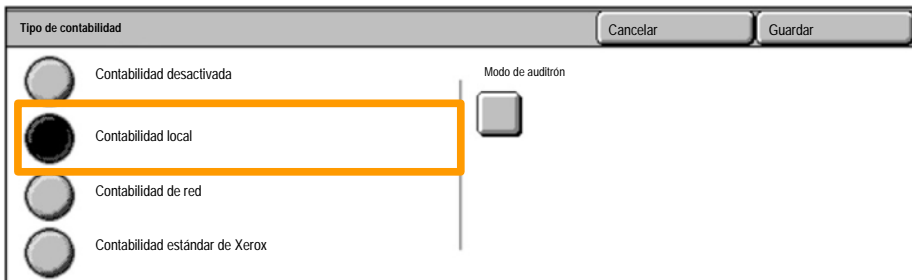 Tipo de contabilidad
Cancelar
Guardar
Contabilidad desactivada
Modo de auditrón
Contabilidad local
Contabilidad de red
Contabilidad estándar de Xerox